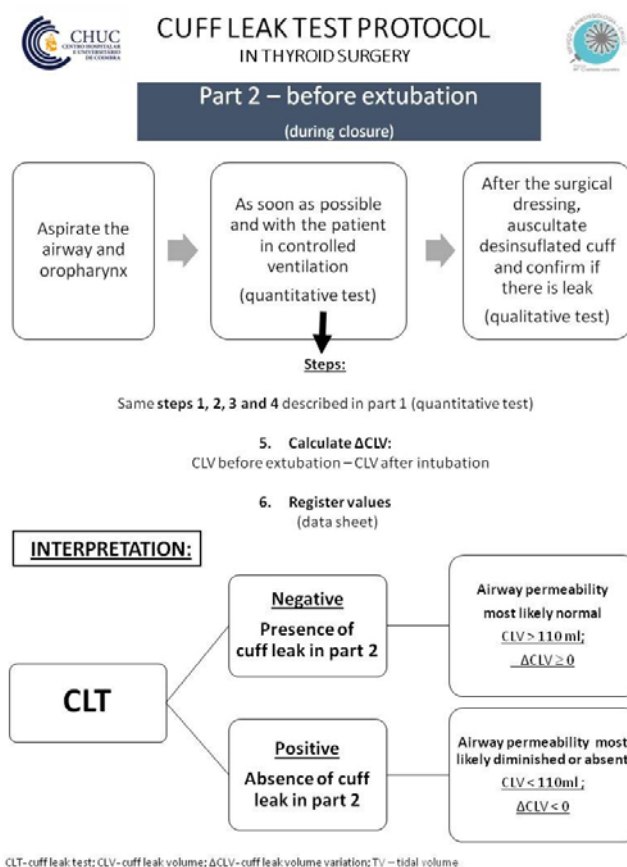 CHUC
CENTRO HOSPITALAR
E UNIVERSITÁRIO
DE COIMBRA
CUFF LEAK TEST PROTOCOL
IN THYROID SURGERY
Part 2 – before extubation
(during closure)
Aspirate the
airway and
oropharynx
As soon as possible
and with the patient
in controlled
ventilation
(quantitative test)
After the surgical
dressing,
auscultate
desinsuflated cuff
and confirm if
there is leak
(qualitative test)
Steps:
Same steps 1, 2, 3 and 4 described in part 1 (quantitative test)
5. Calculate ΔCLV:
CLV before extubation – CLV after intubation
6. Register values
(data sheet)
INTERPRETATION:
CLT
Negative
Presence of
cuff leak in part 2
Airway permeability
most likely normal
CLV > 110 ml;
ΔCLV ≥ 0
Positive
Absence of cuff
leak in part 2
Airway permeability most
likely diminished or absent
CLV < 110ml ;
ΔCLV < 0
CLT- cuff leak test; CLV- cuff leak volume; ΔCLV- cuff leak volume variation; TV – tidal volume